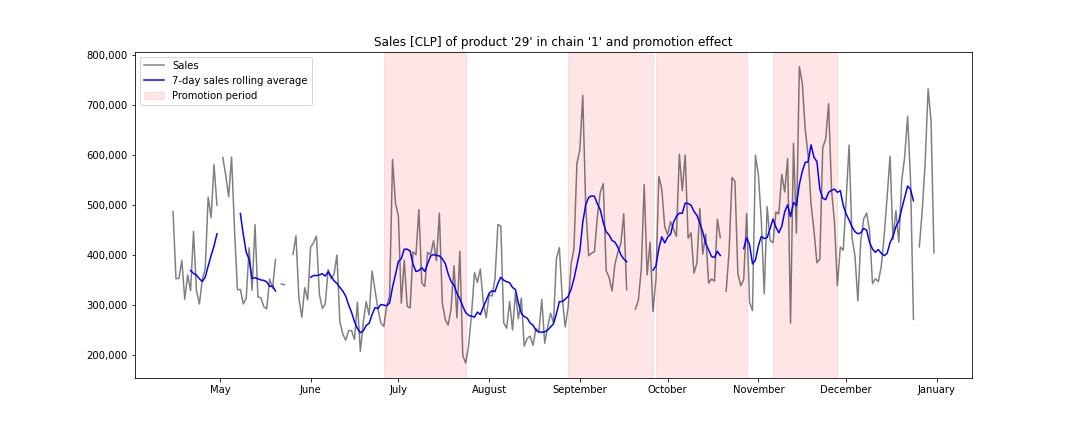 Sales [CLP] of product '29' in chain '1' and promotion effect
800,000
700,000
600,000
500,000
400,000
300,000
200,000
Sales
7-day sales rolling average
Promotion period
May June July August September October November December January